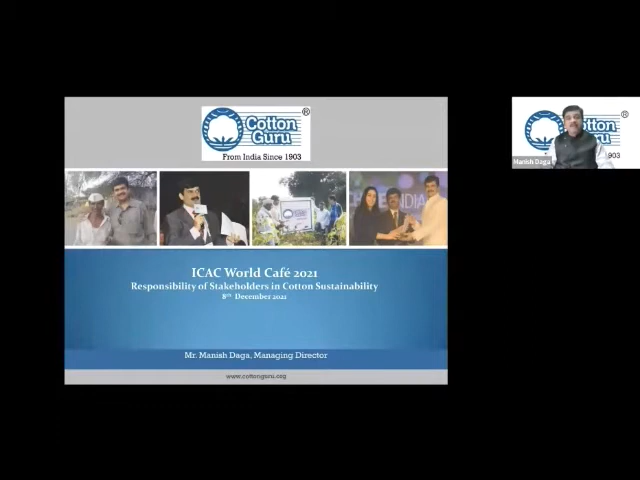 Cotton
Guru
®
From India Since 1903
ICAC World Café 2021
Responsibility of Stakeholders in Cotton Sustainability
8th December 2021
Mr. Manish Daga, Managing Director
www.cottonguru.org
®
Manish Daga
903